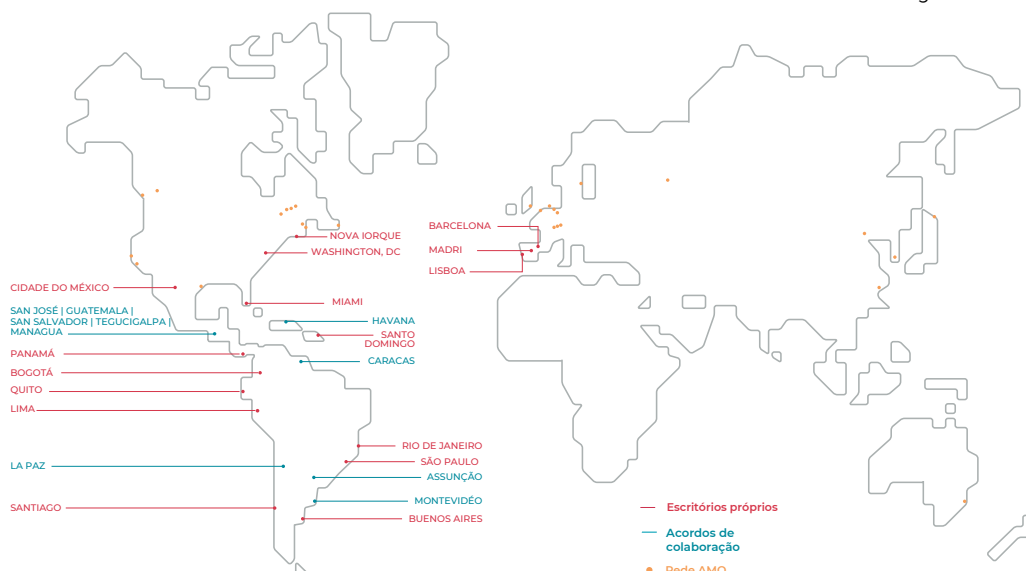 NOVA IORQUE
WASHINGTON, DC
CIDADE DO MÉXICO
MIAMI
SAN JOSÉ | GUATEMALA |
SAN SALVADOR | TEGUCIGALPA |
MANAGUA
HAVANA
SANTO
DOMINGO
PANAMÁ
CARACAS
BOGOTÁ
QUITO
LIMA
RIO DE JANEIRO
SÃO PAULO
LA PAZ
ASSUNÇÃO
MONTEVIDÉO
SANTIAGO
BUENOS AIRES
BARCELONA
MADRI
LISBOA
Escritórios próprios
Acordos de
colaboração
Rede AMO